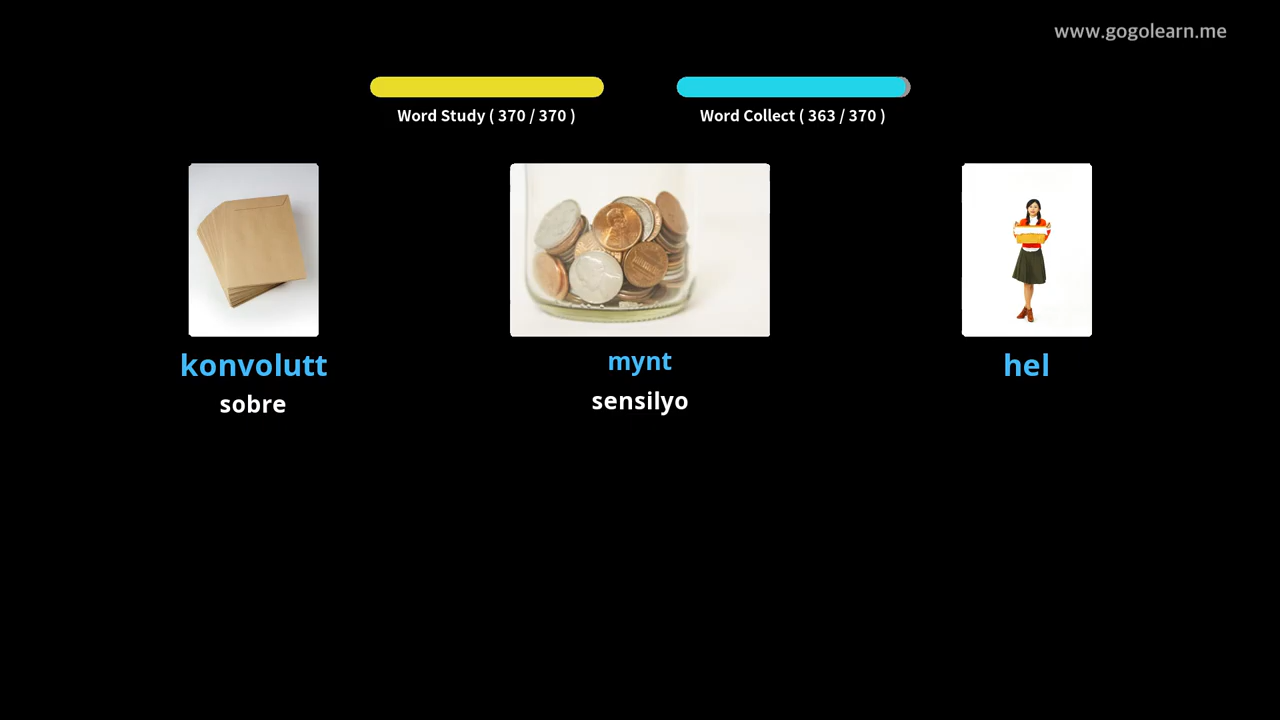 www.gogolearn.me
Word Study ( 370 / 370 )
Word Collect ( 363 / 370 )
konvolutt
sobre
mynt
sensilyo
hel